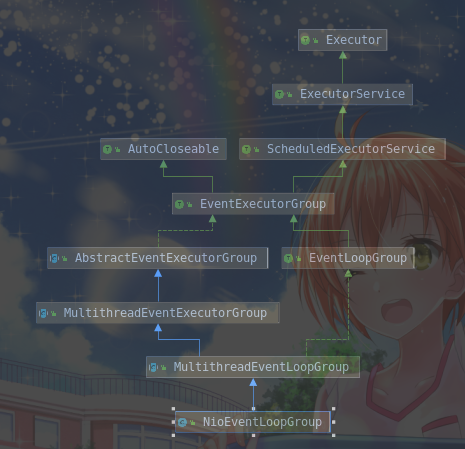 Executor
ExecutorService
AutoCloseable
ScheduledExecutorService
EventExecutorGroup
AbstractEventExecutorGroup
EventLoopGroup
MultithreadEventExecutorGroup
MultithreadEventLoopGroup
NioEventLoopGroup